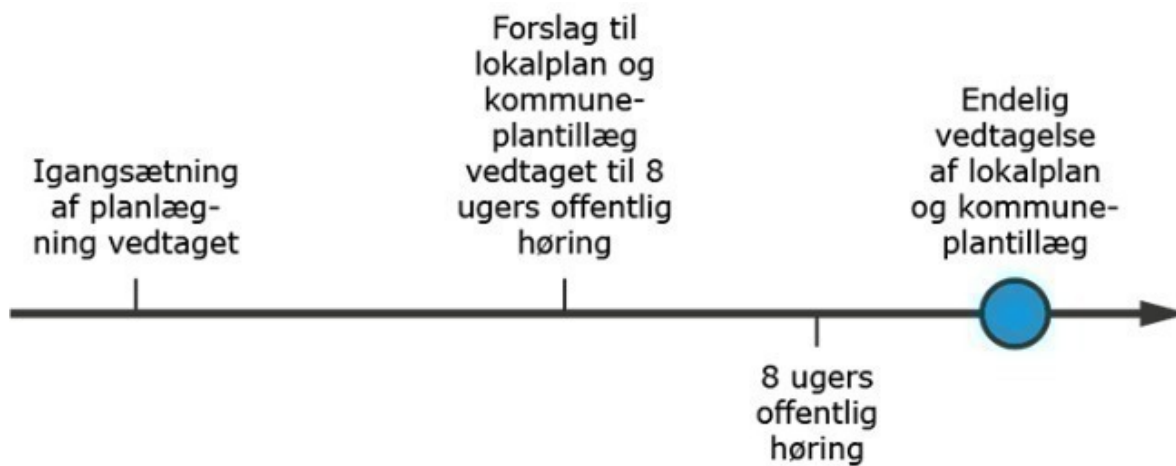 Igangsætning
af planlæg-
ning vedtaget
Forslag til
lokalplan og
kommune-
plantillæg
vedtaget til 8
ugers offentlig
høring
8 ugers
offentlig
høring
Endelig
vedtagelse
af lokalplan
og kommune-
plantillæg